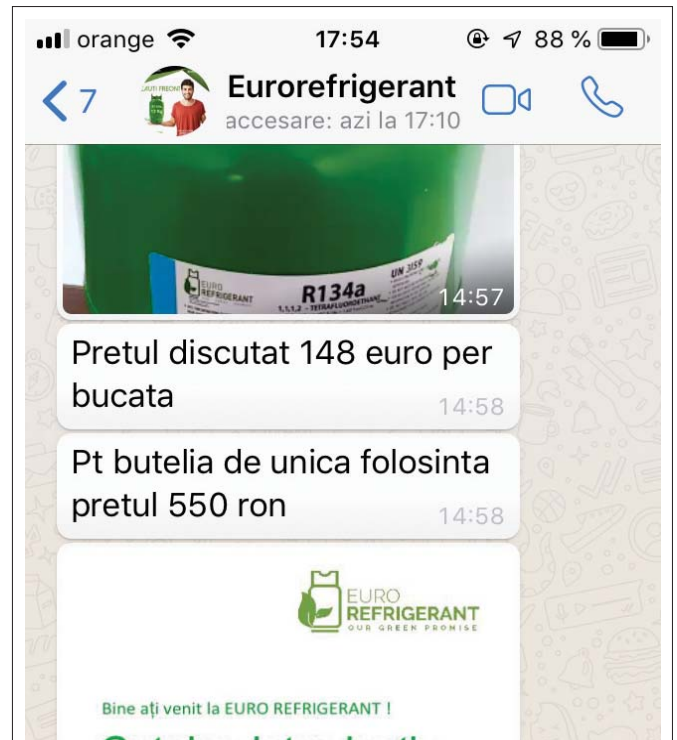 orange 17:54 88 %
7 Eurorefrigerant
accesare: azi la 17:10
EURO
REFRIGERANT
R134a
UN 3159
1,1,1,2 - TETRAFLUOROETHANE
14:57
Pretul discutat 148 euro per
bucata
14:58
Pt butelia de unica folosinta
pretul 550 ron
14:58
EURO
REFRIGERANT
OUR GREEN PROMISE
Bine ați venit la EURO REFRIGERANT !